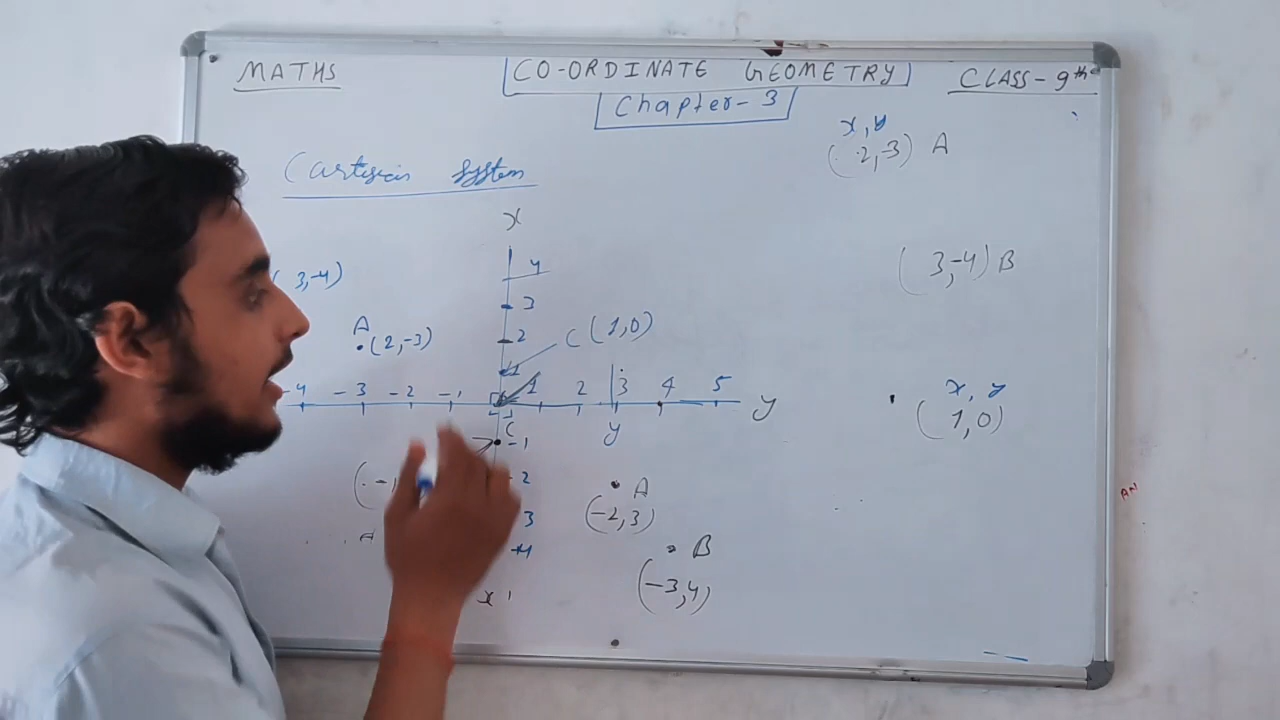 MATHS
CO-ORDINATE GEOMETRY
CLASS-9th
Chapter-3
x, y
(2,-3) A
Cartesian System
x
(3,-4) B
3,-4)
4
3
A
(2,-3)
2
C (1,0)
1
-4 -3 -2 -1 1 2 3 4 5
y
x, y
(1,0)
y
-1
(-1
2
A
(-2,3)
3
A
-4
B
(-3,4)
x'
AN